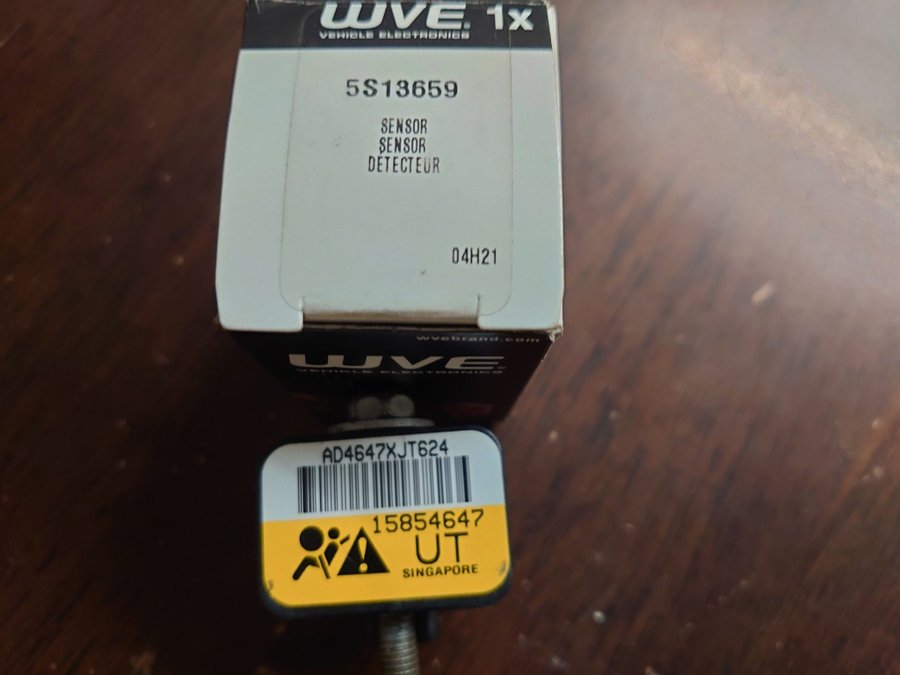 WVE. 1x
VEHICLE ELECTRONICS
5S13659
SENSOR
SENSOR
DETECTEUR
04H21
wvebrand.com
WVE.
VEHICLE ELECTRONICS
AD4647XJT624
15854647
UT
SINGAPORE